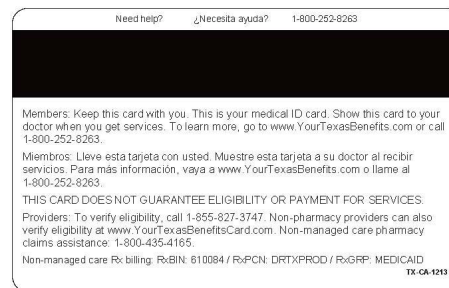 Need help? ¿Necesita ayuda? 1-800-252-8263
Members: Keep this card with you. This is your medical ID card. Show this card to your
doctor when you get services. To learn more, go to www.YourTexasBenefits.com or call
1-800-252-8263.
Miembros: Lleve esta tarjeta con usted. Muestre esta tarjeta a su doctor al recibir
servicios. Para más información, vaya a www.YourTexasBenefits.com o llame al
1-800-252-8263.
THIS CARD DOES NOT GUARANTEE ELIGIBILITY OR PAYMENT FOR SERVICES.
Providers: To verify eligibility, call 1-855-827-3747. Non-pharmacy providers can also
verify eligibility at www.YourTexasBenefitsCard.com. Non-managed care pharmacy
claims assistance: 1-800-435-4165.
Non-managed care Rx billing: RxBIN: 610084 / RxPCN: DRTXPROD / RxGRP: MEDICAID
TX-CA-1213